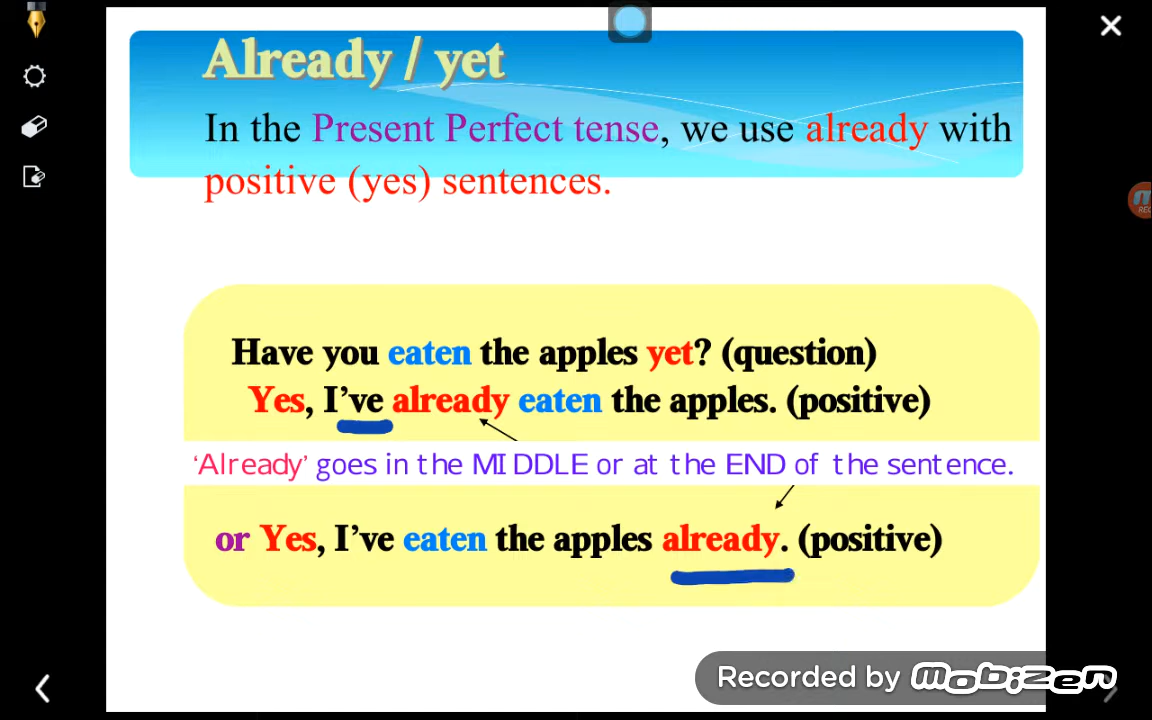 Already / yet
In the Present Perfect tense, we use already with
positive (yes) sentences.
Have you eaten the apples yet? (question)
Yes, I’ve already eaten the apples. (positive)
‘Already’ goes in the MIDDLE or at the END of the sentence.
or Yes, I’ve eaten the apples already. (positive)
Recorded by mobizen
REC